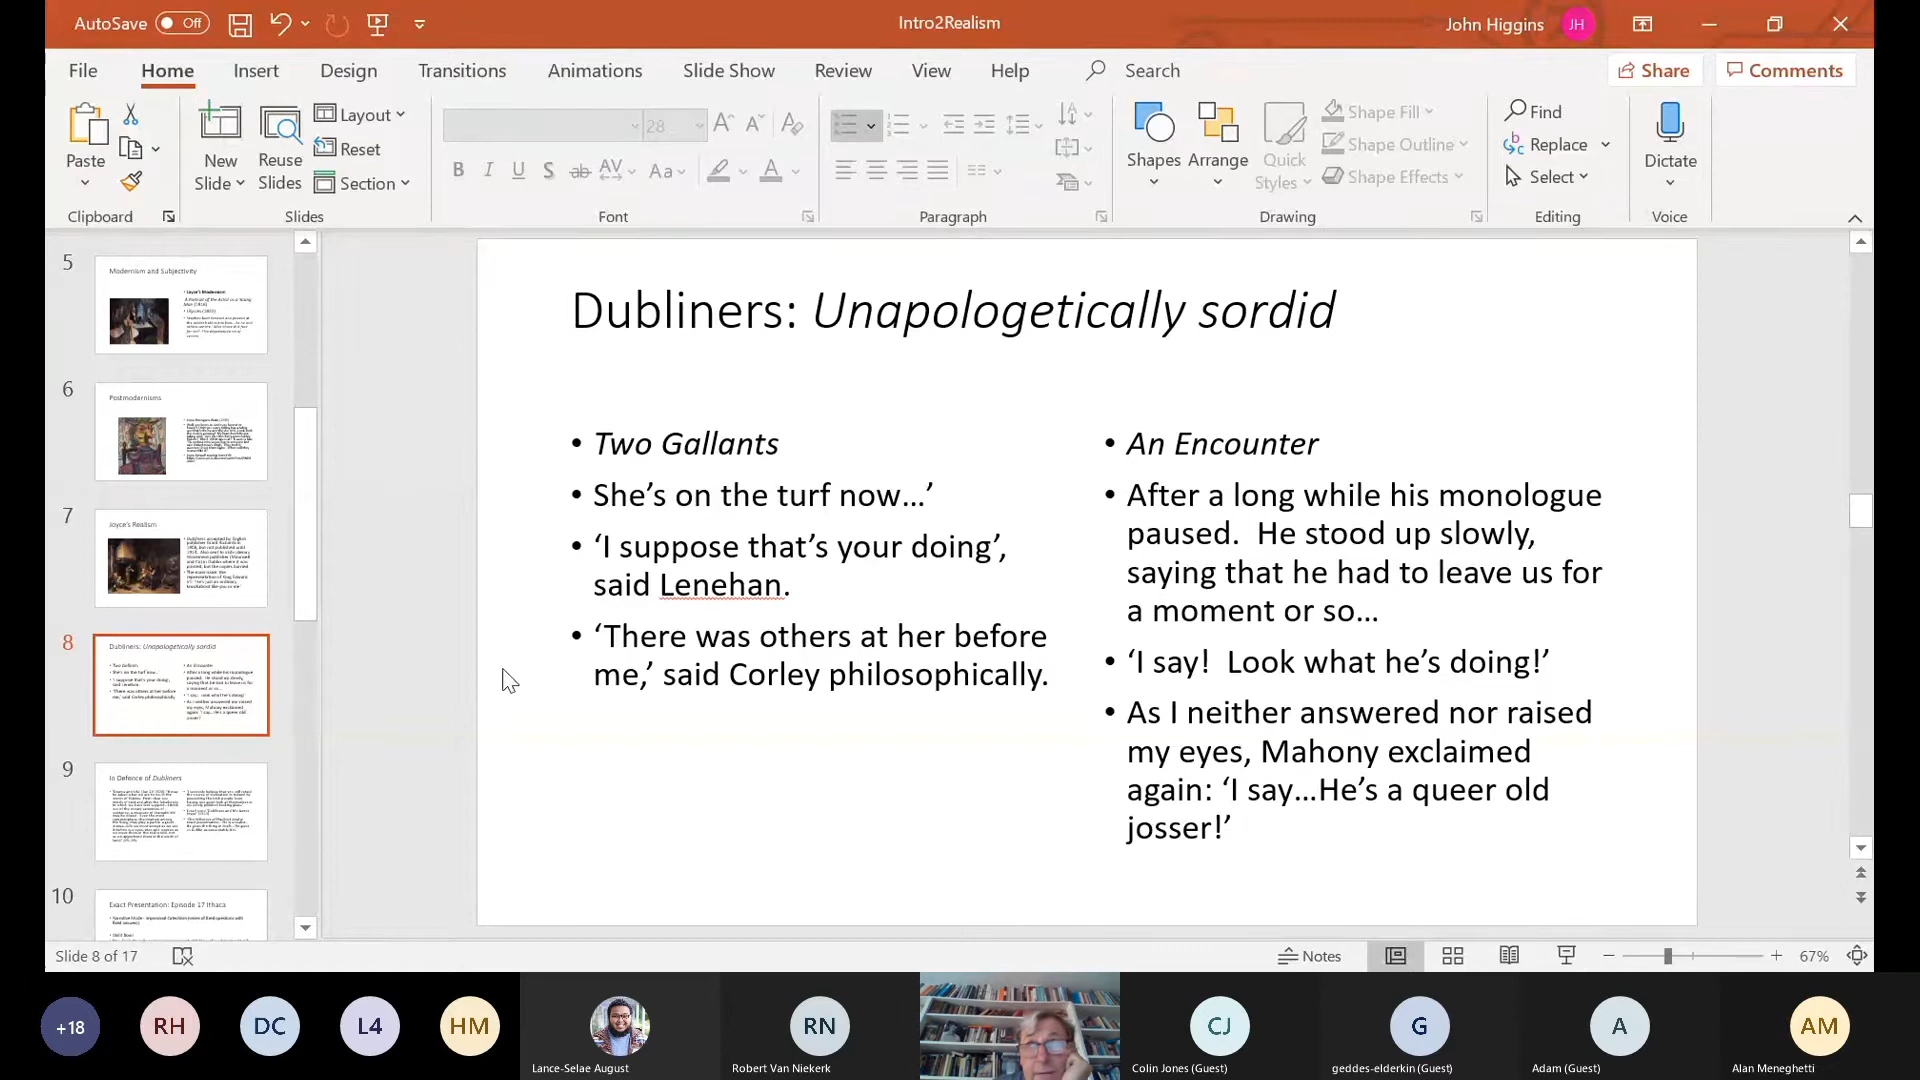 AutoSave Off
Intro2Realism
John Higgins JH
File Home Insert Design Transitions Animations Slide Show Review View Help Search
Share Comments
Paste
Clipboard
New Slide
Reuse Slides
Layout
Reset
Section
Slides
28
Font
Paragraph
Shapes
Arrange
Quick Styles
Shape Fill
Shape Outline
Shape Effects
Drawing
Find
Replace
Select
Editing
Dictate
Voice
5
Modernism and Subjectivity
6
Postmodernisms
7
Joyce's Realism
8
Dubliners: Unapologetically sordid
9
In Defence of Dubliners
10
Exact Presentation: Episode 17 Ithaca
Dubliners: Unapologetically sordid
• Two Gallants
• She’s on the turf now…’
• ‘I suppose that’s your doing’,
said Lenehan.
• ‘There was others at her before
me,’ said Corley philosophically.
• An Encounter
• After a long while his monologue
paused.  He stood up slowly,
saying that he had to leave us for
a moment or so…
• ‘I say!  Look what he’s doing!’
• As I neither answered nor raised
my eyes, Mahony exclaimed
again: ‘I say…He’s a queer old
josser!’
Slide 8 of 17
Notes
67%
+18
RH
DC
L4
HM
Lance-Selae August
RN
Robert Van Niekerk
CJ
Colin Jones (Guest)
G
geddes-elderkin (Guest)
A
Adam (Guest)
AM
Alan Meneghetti